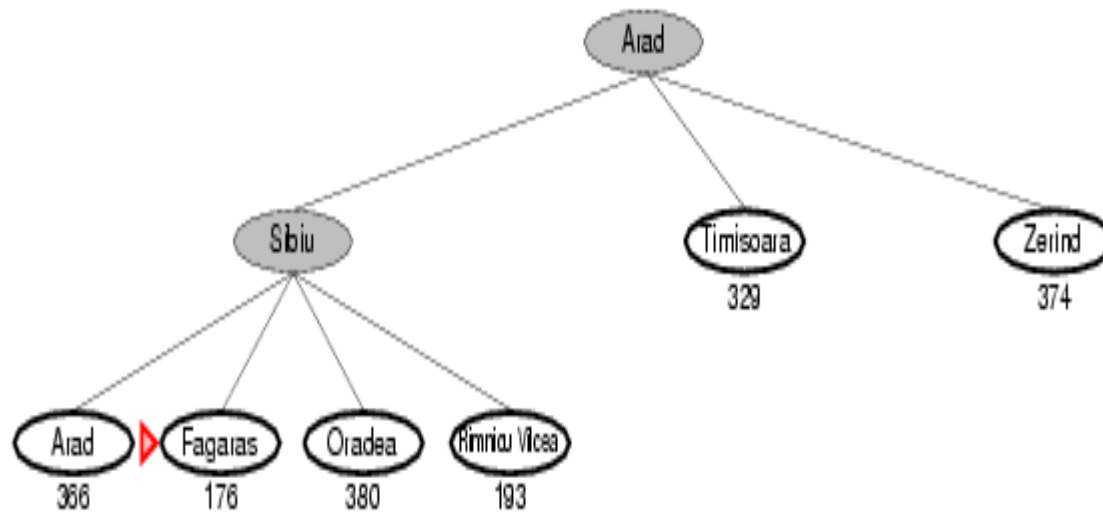 Arad
Sibiu
Timisoara
Zerind
329
374
Arad
Fagaras
Oradea
Rimnicu Vilcea
366
176
380
193